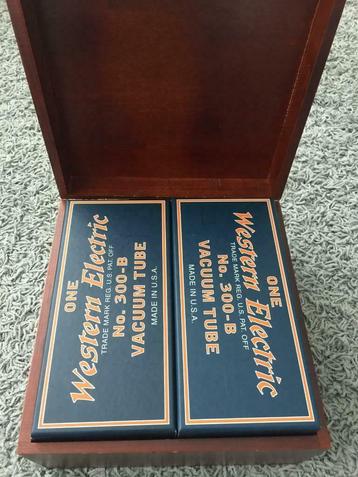 ONE
Western Electric
TRADE MARK REG. U.S. PAT. OFF
No. 300-B
VACUUM TUBE
MADE IN U.S.A.
ONE
Western Electric
TRADE MARK REG. U.S. PAT. OFF
No. 300-B
VACUUM TUBE
MADE IN U.S.A.